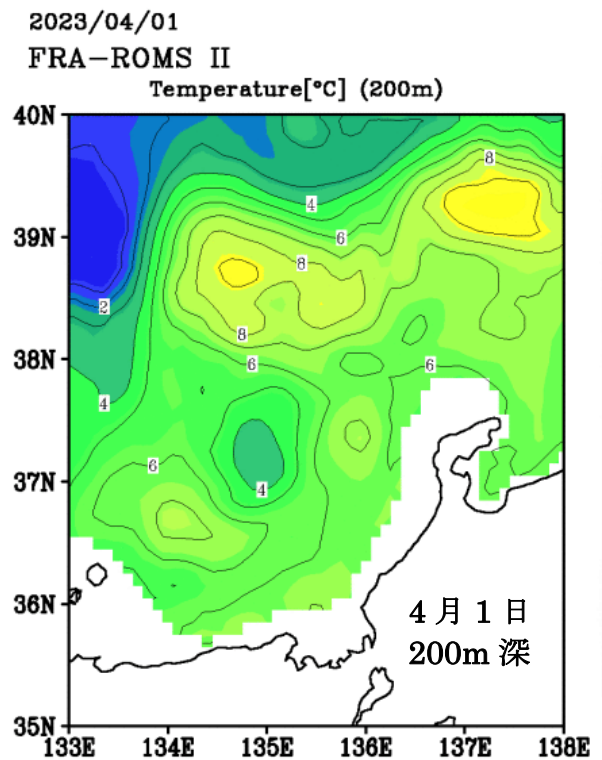 2023/04/01
FRA-ROMS II
Temperature[°C] (200m)
40N
8
4
39N
6
8
2
8
38N
6
6
4
6
37N
4
36N
4月1日
200m深
35N
133E 134E 135E 136E 137E 138E